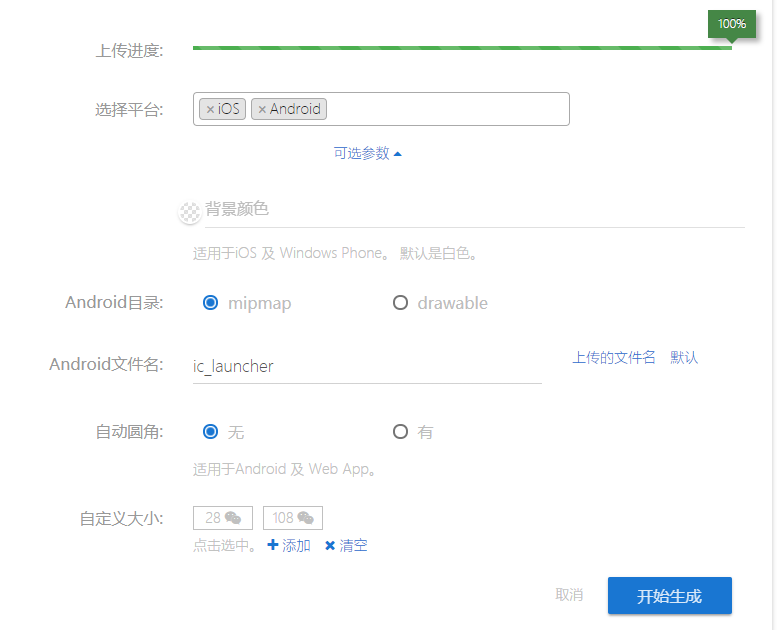 100%
上传进度:
选择平台: × iOS × Android
可选参数
背景颜色
适用于iOS 及 Windows Phone。 默认是白色。
Android目录: mipmap drawable
Android文件名: ic_launcher 上传的文件名 默认
自动圆角: 无 有
适用于Android 及 Web App。
自定义大小: 28 108
点击选中。 添加 清空
取消 开始生成